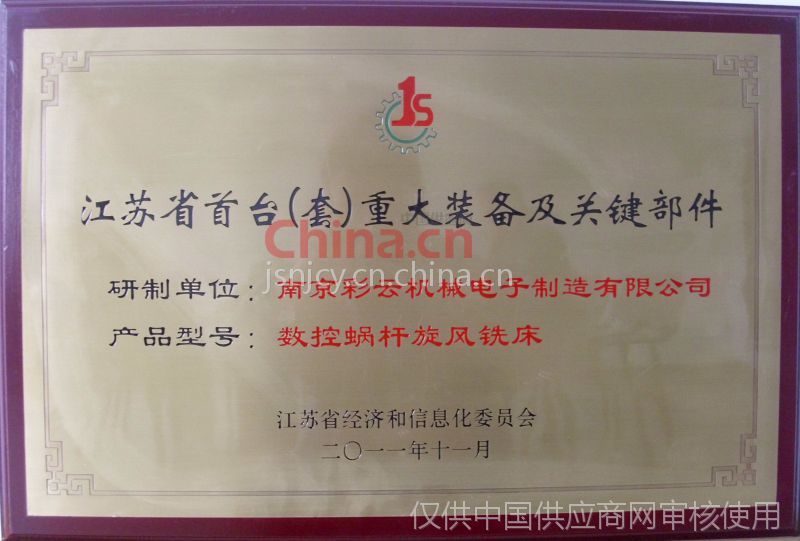 JS
江苏省首台(套)重大装备及关键部件
China.cn
jsnjcy.cn.china.cn
研制单位：南京彩云机械电子制造有限公司
产品型号：数控蜗杆旋风铣床
江苏省经济和信息化委员会
二〇一一年十一月
仅供中国供应商网审核使用